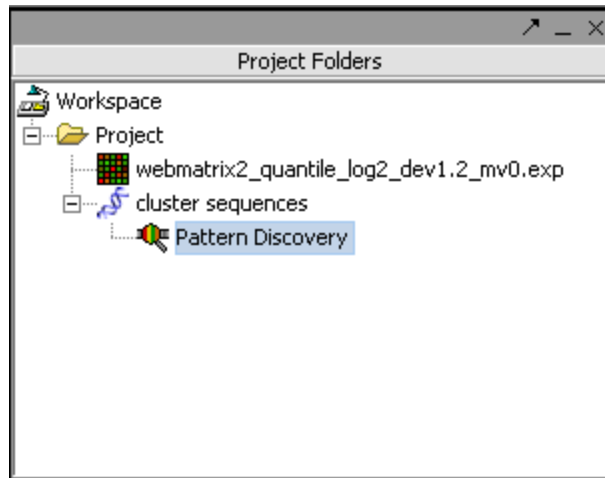 Project Folders
Workspace
Project
webmatrix2_quantile_log2_dev1.2_mv0.exp
cluster sequences
Pattern Discovery